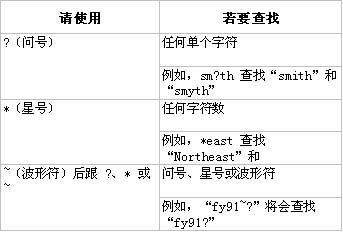 请使用 若要查找
?（问号） 任何单个字符
例如，sm?th 查找“smith”和
“smyth”
*（星号） 任何字符数
例如，*east 查找
“Northeast”和
~（波形符）后跟 ?、* 或 问号、星号或波形符
~
例如，“fy91~?”将会查找
“fy91?”